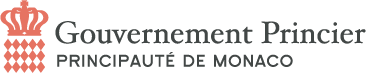 Gouvernement Princier
PRINCIPAUTÉ DE MONACO